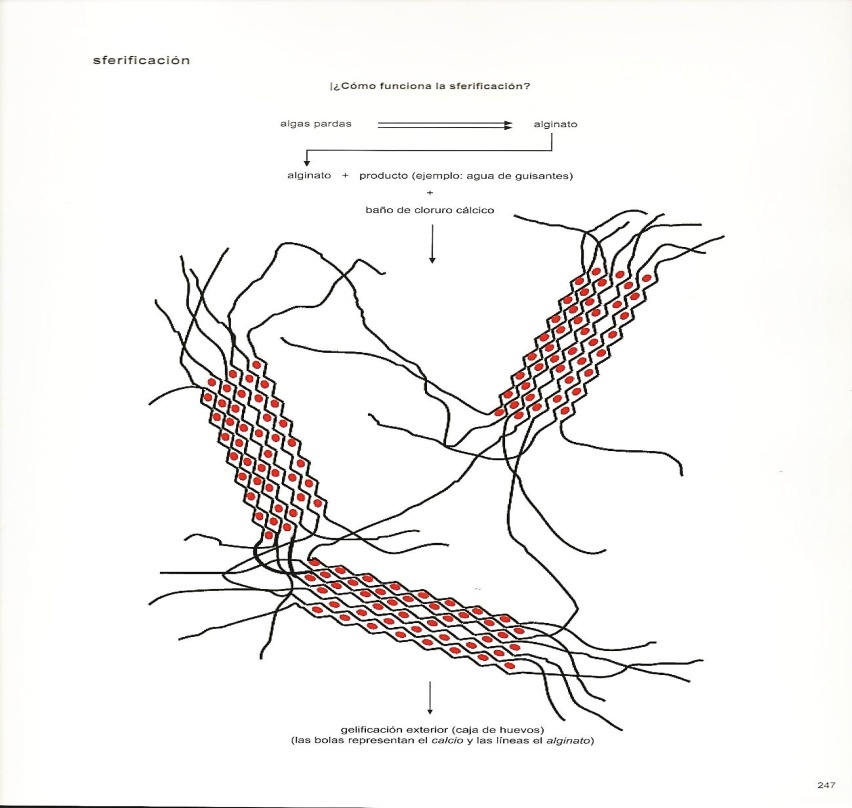 sferificación
¿Cómo funciona la sferificación?
algas pardas alginato
alginato + producto (ejemplo: agua de guisantes)
+
baño de cloruro cálcico
gelificación exterior (caja de huevos)
(las bolas representan el calcio y las líneas el alginato)
247